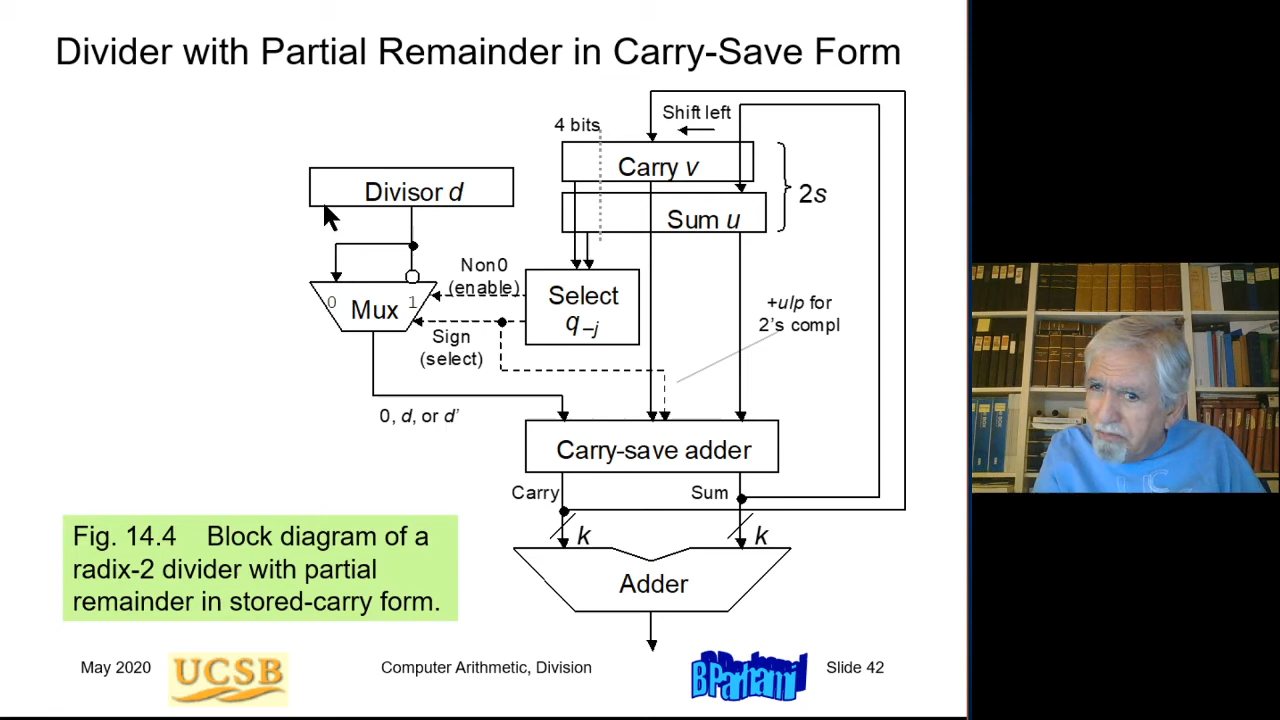 Divider with Partial Remainder in Carry-Save Form
Shift left
4 bits
Carry v
Divisor d
2s
Sum u
Non0
(enable)
Select
q–j
0 Mux 1
+ulp for
2’s compl
Sign
(select)
0, d, or d’
Carry-save adder
Carry
Sum
k
k
Fig. 14.4 Block diagram of a
radix-2 divider with partial
remainder in stored-carry form.
Adder
May 2020
UCSB
Computer Arithmetic, Division
B Parhami
Slide 42